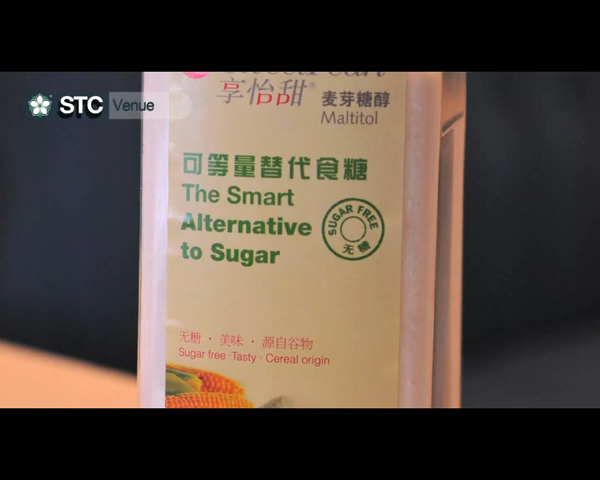 STC Venue
享怡甜®
麦芽糖醇
Maltitol
可等量替代食糖
The Smart
Alternative
to Sugar
SUGAR FREE
无糖
无糖·美味·源自谷物
Sugar free ·Tasty · Cereal origin